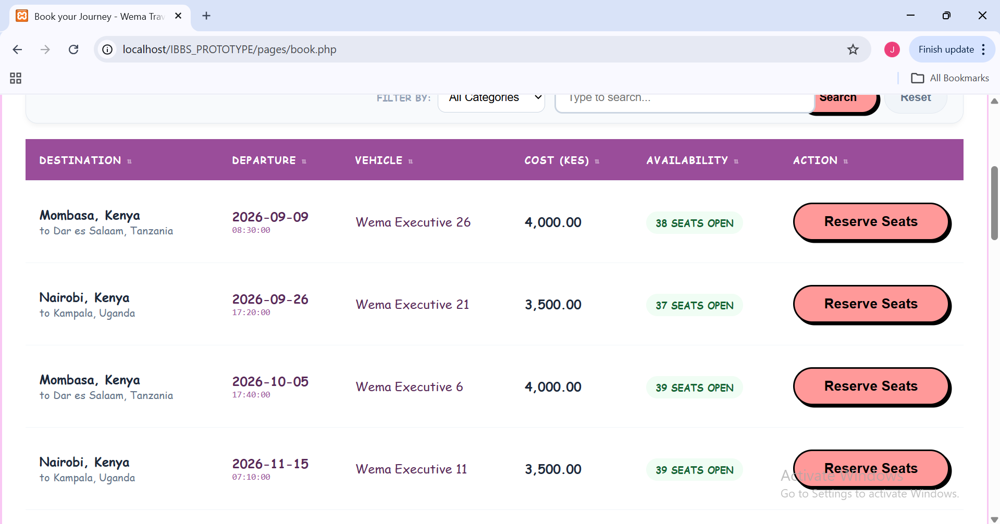 Book your Journey - Wema Trav
localhost/IBBS_PROTOTYPE/pages/book.php
J
Finish update
All Bookmarks
FILTER BY: All Categories Type to search... Search Reset
DESTINATION DEPARTURE VEHICLE COST (KES) AVAILABILITY ACTION
Mombasa, Kenya 2026-09-09 Wema Executive 26 4,000.00 38 SEATS OPEN Reserve Seats
to Dar es Salaam, Tanzania 08:30:00
Nairobi, Kenya 2026-09-26 Wema Executive 21 3,500.00 37 SEATS OPEN Reserve Seats
to Kampala, Uganda 17:20:00
Mombasa, Kenya 2026-10-05 Wema Executive 6 4,000.00 39 SEATS OPEN Reserve Seats
to Dar es Salaam, Tanzania 17:40:00
Nairobi, Kenya 2026-11-15 Wema Executive 11 3,500.00 39 SEATS OPEN Reserve Seats
to Kampala, Uganda 07:10:00
Activate Windows
Go to Settings to activate Windows.